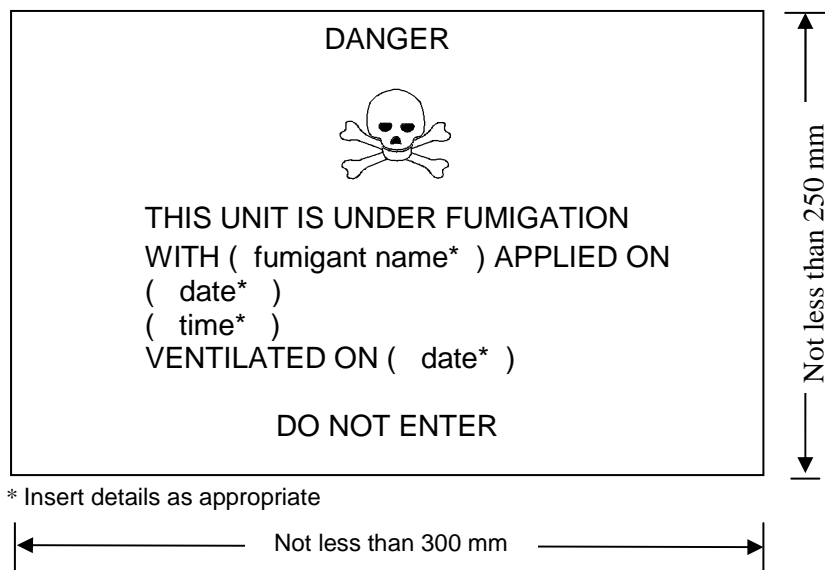 DANGER
THIS UNIT IS UNDER FUMIGATION
WITH ( fumigant name* ) APPLIED ON
( date* )
( time* )
VENTILATED ON ( date* )
DO NOT ENTER
Not less than 250 mm
* Insert details as appropriate
Not less than 300 mm